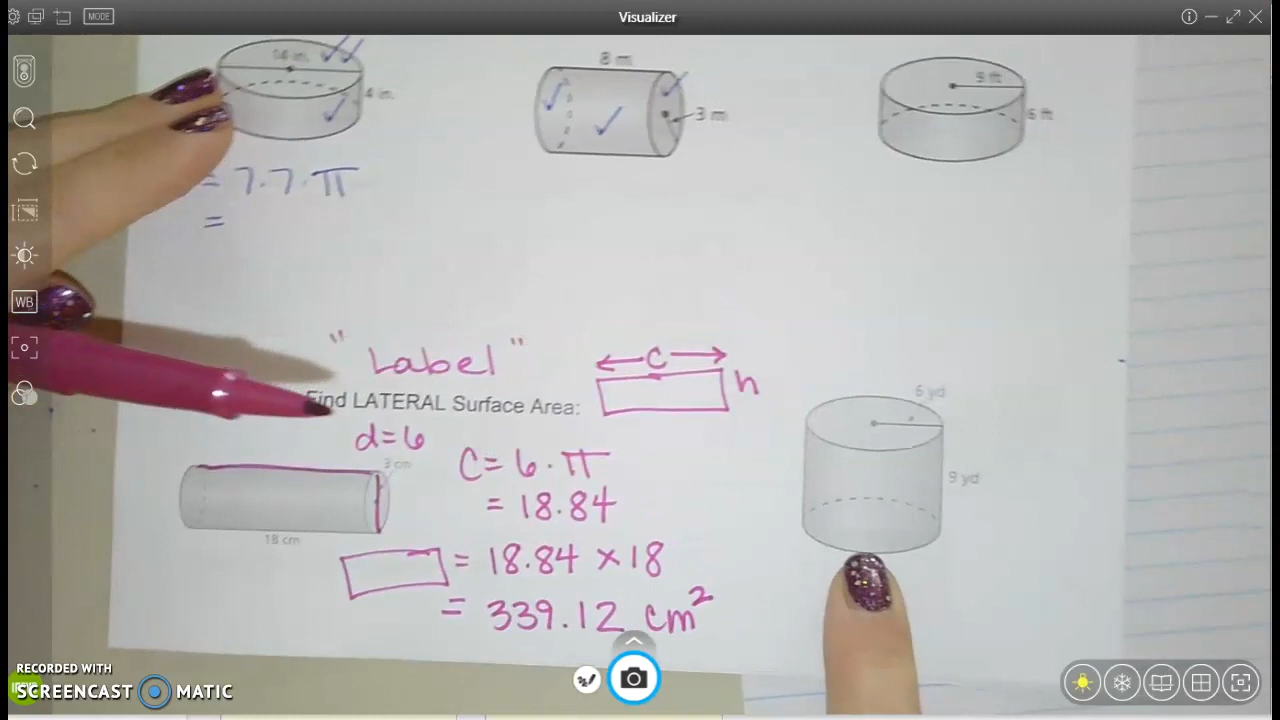 Visualizer
MODE
14 in.
4 in.
8 m
3 m
9 ft
6 ft
= 7.7.π
=
"Label"
← C →
h
Find LATERAL Surface Area:
d=6
3 cm
18 cm
C= 6 · π
= 18.84
= 18.84 × 18
= 339.12 cm²
6 yd
9 yd
WB
RECORDED WITH
SCREENCAST MATIC